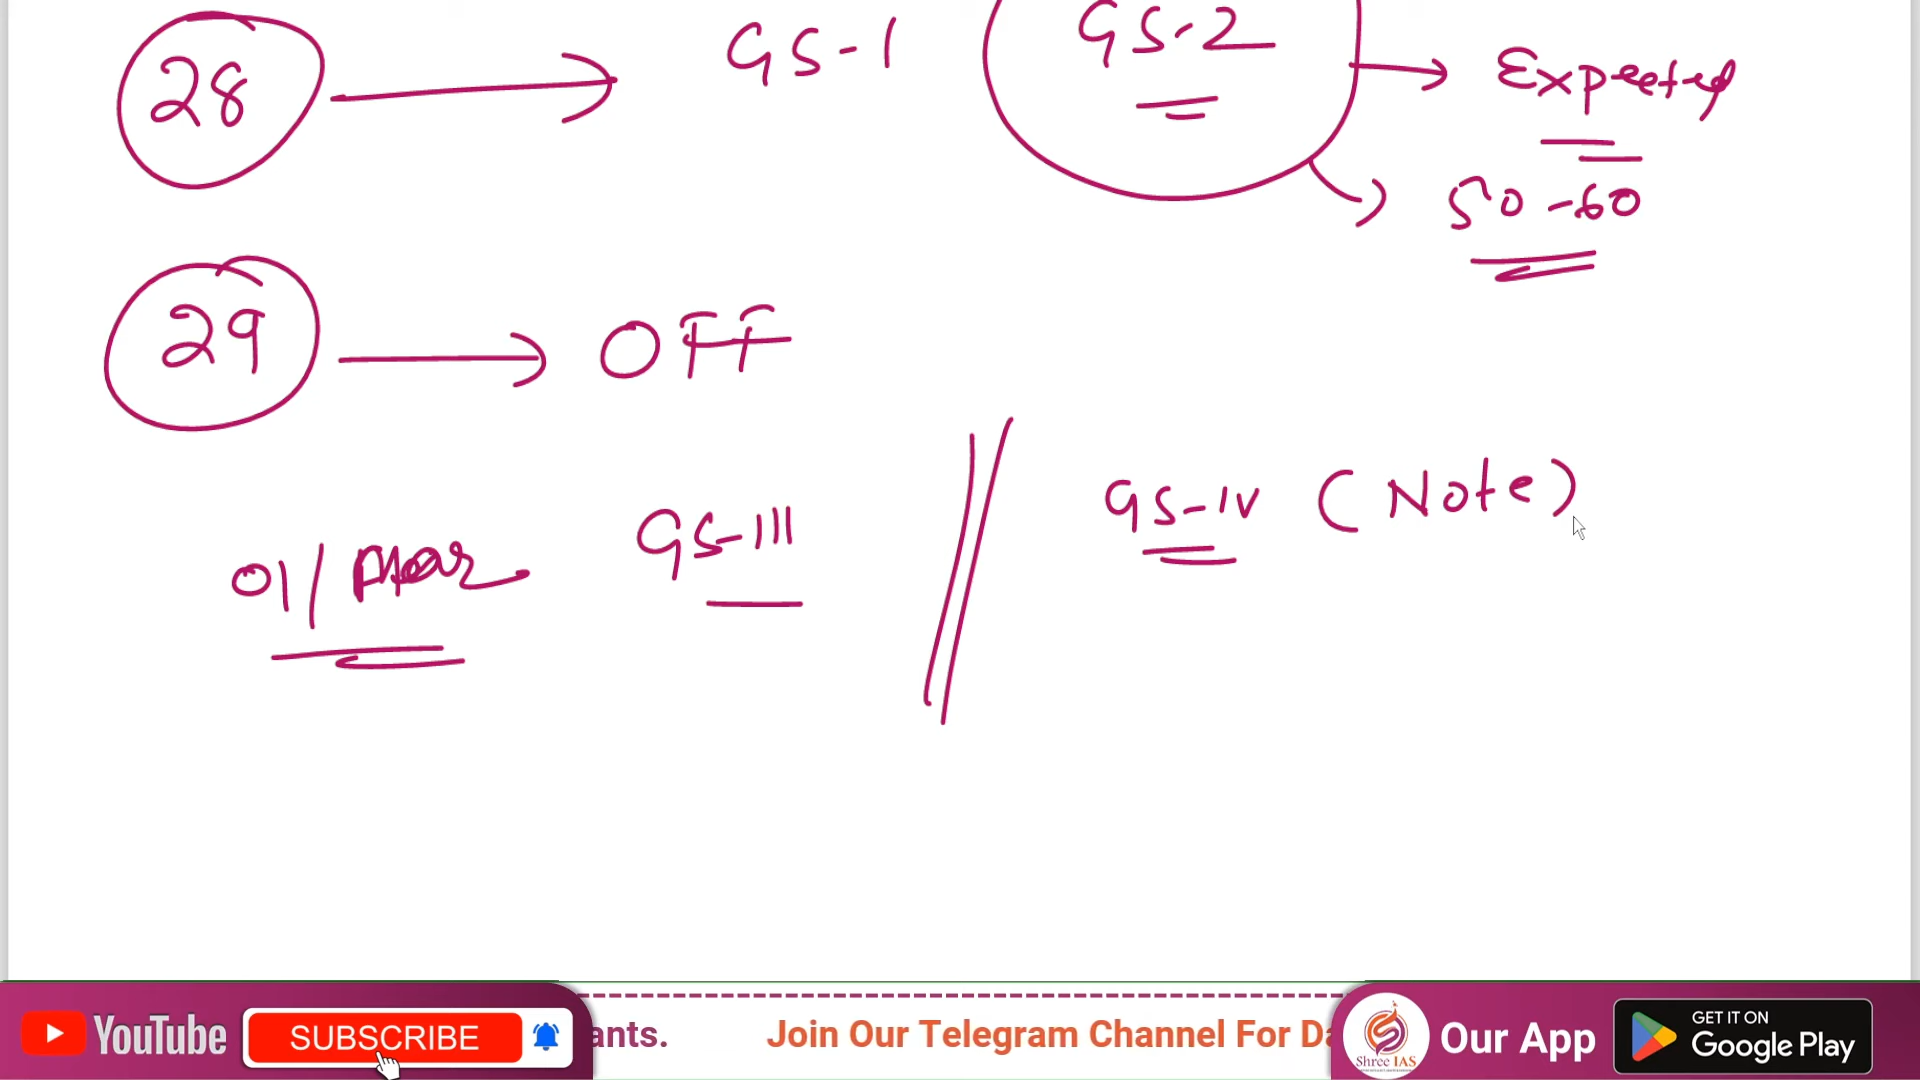 28 → GS-1 GS-2 → Expected
50-60
29 → OFF
01/Mar GS-III // GS-IV (Note)
YouTube SUBSCRIBE ants. Join Our Telegram Channel For Da Shree IAS Our App GET IT ON Google Play